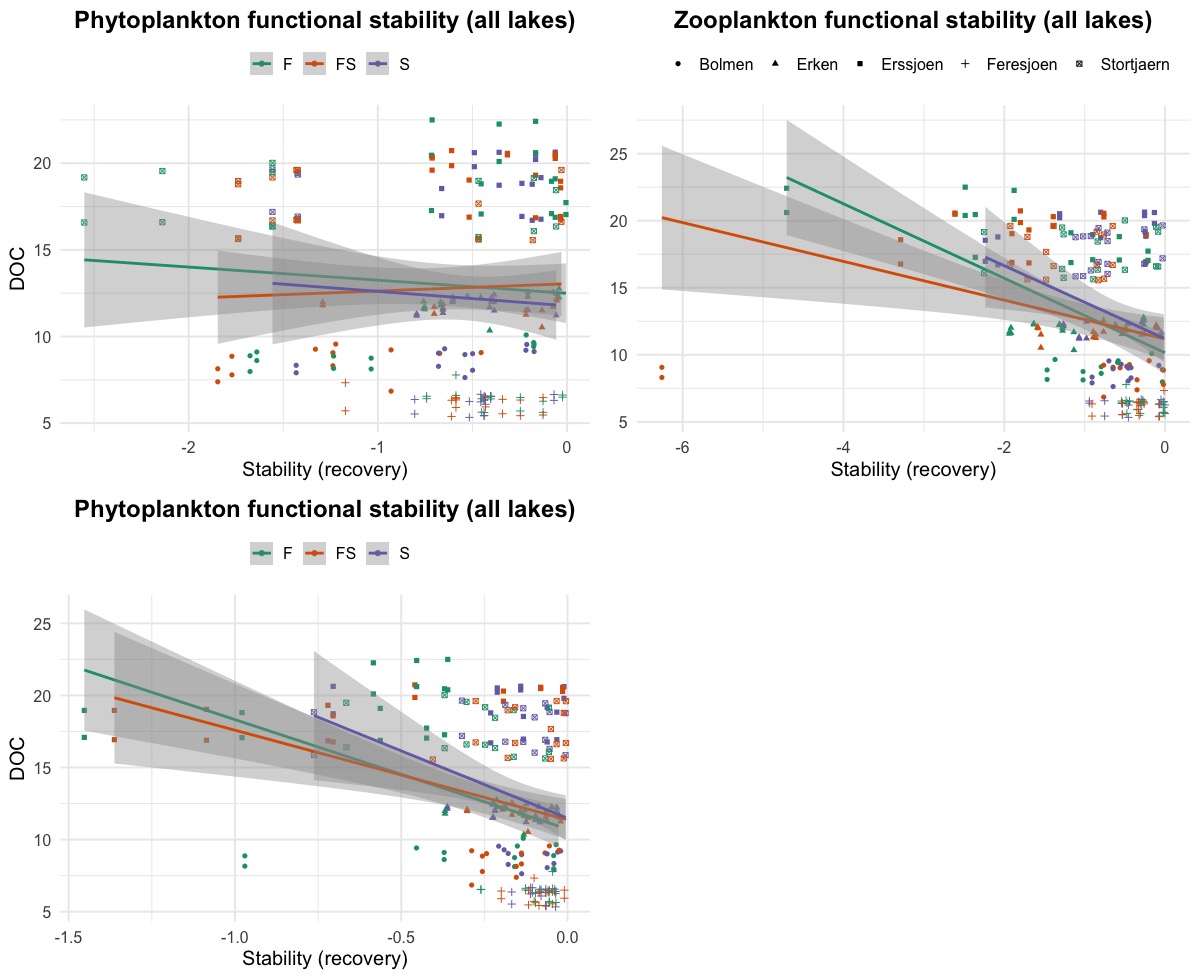 Phytoplankton functional stability (all lakes)
F FS S
DOC
20
15
10
5
-2 -1 0
Stability (recovery)
Zooplankton functional stability (all lakes)
Bolmen Erken Erssjoen Feresjoen Stortjaern
25
20
15
10
5
-6 -4 -2 0
Stability (recovery)
Phytoplankton functional stability (all lakes)
F FS S
DOC
25
20
15
10
5
-1.5 -1.0 -0.5 0.0
Stability (recovery)